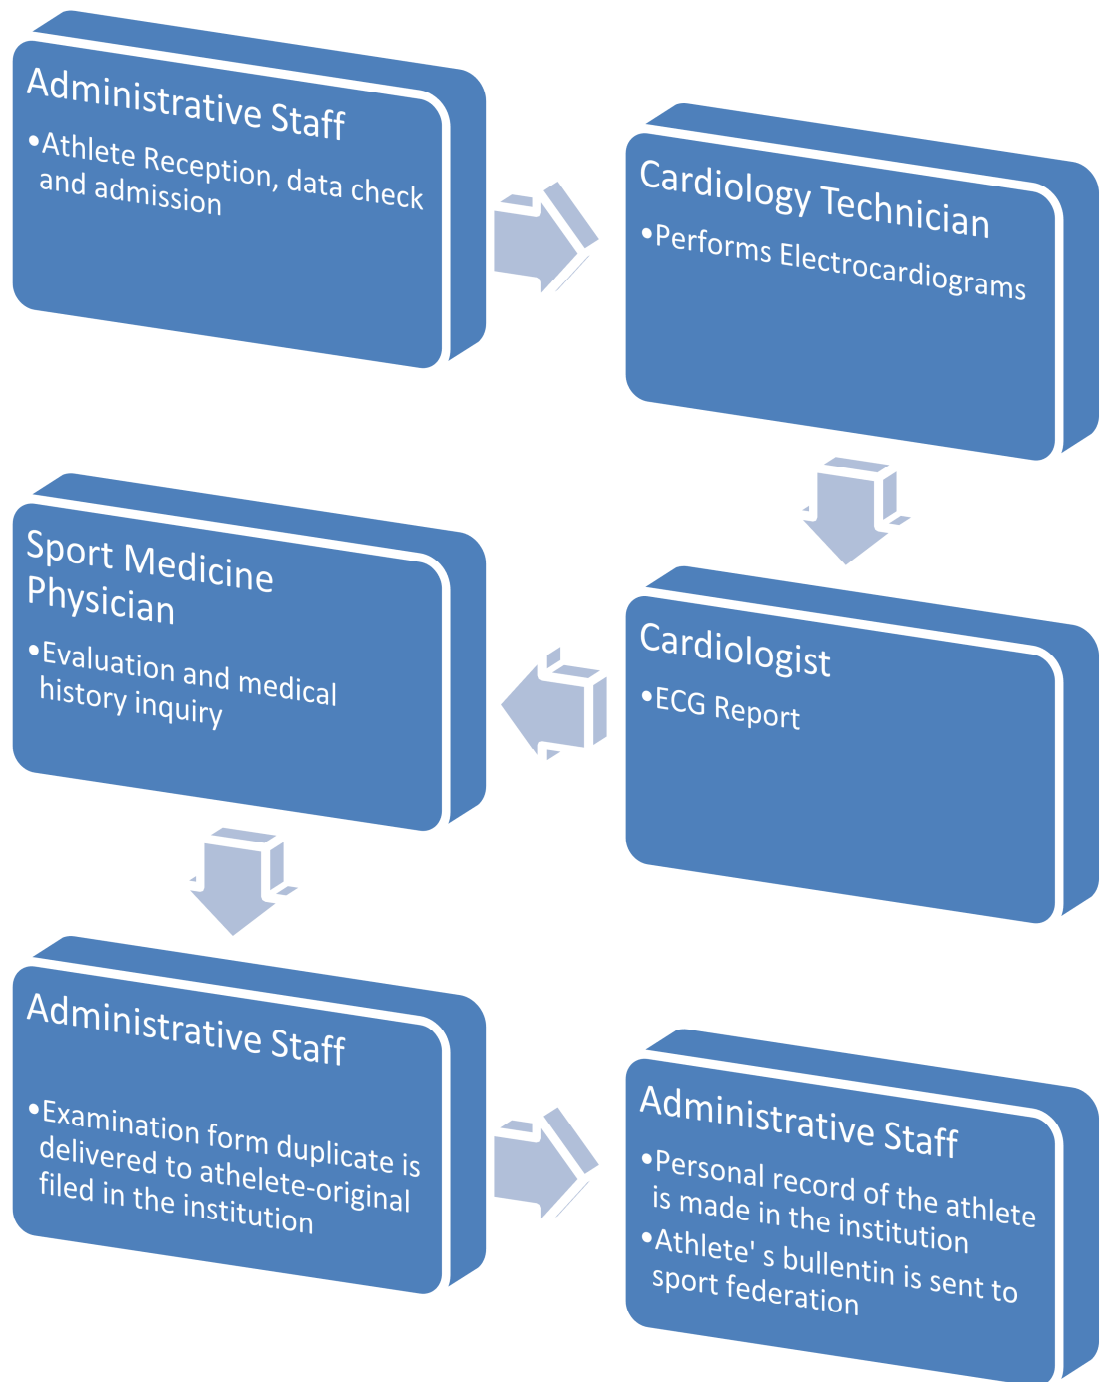 Administrative Staff
•Athlete Reception, data check
and admission
Cardiology Technician
•Performs Electrocardiograms
Cardiologist
•ECG Report
Sport Medicine
Physician
•Evaluation and medical
history inquiry
Administrative Staff
•Examination form duplicate is
delivered to athelete-original
filed in the institution
Administrative Staff
•Personal record of the athlete
is made in the institution
•Athlete' s bullentin is sent to
sport federation